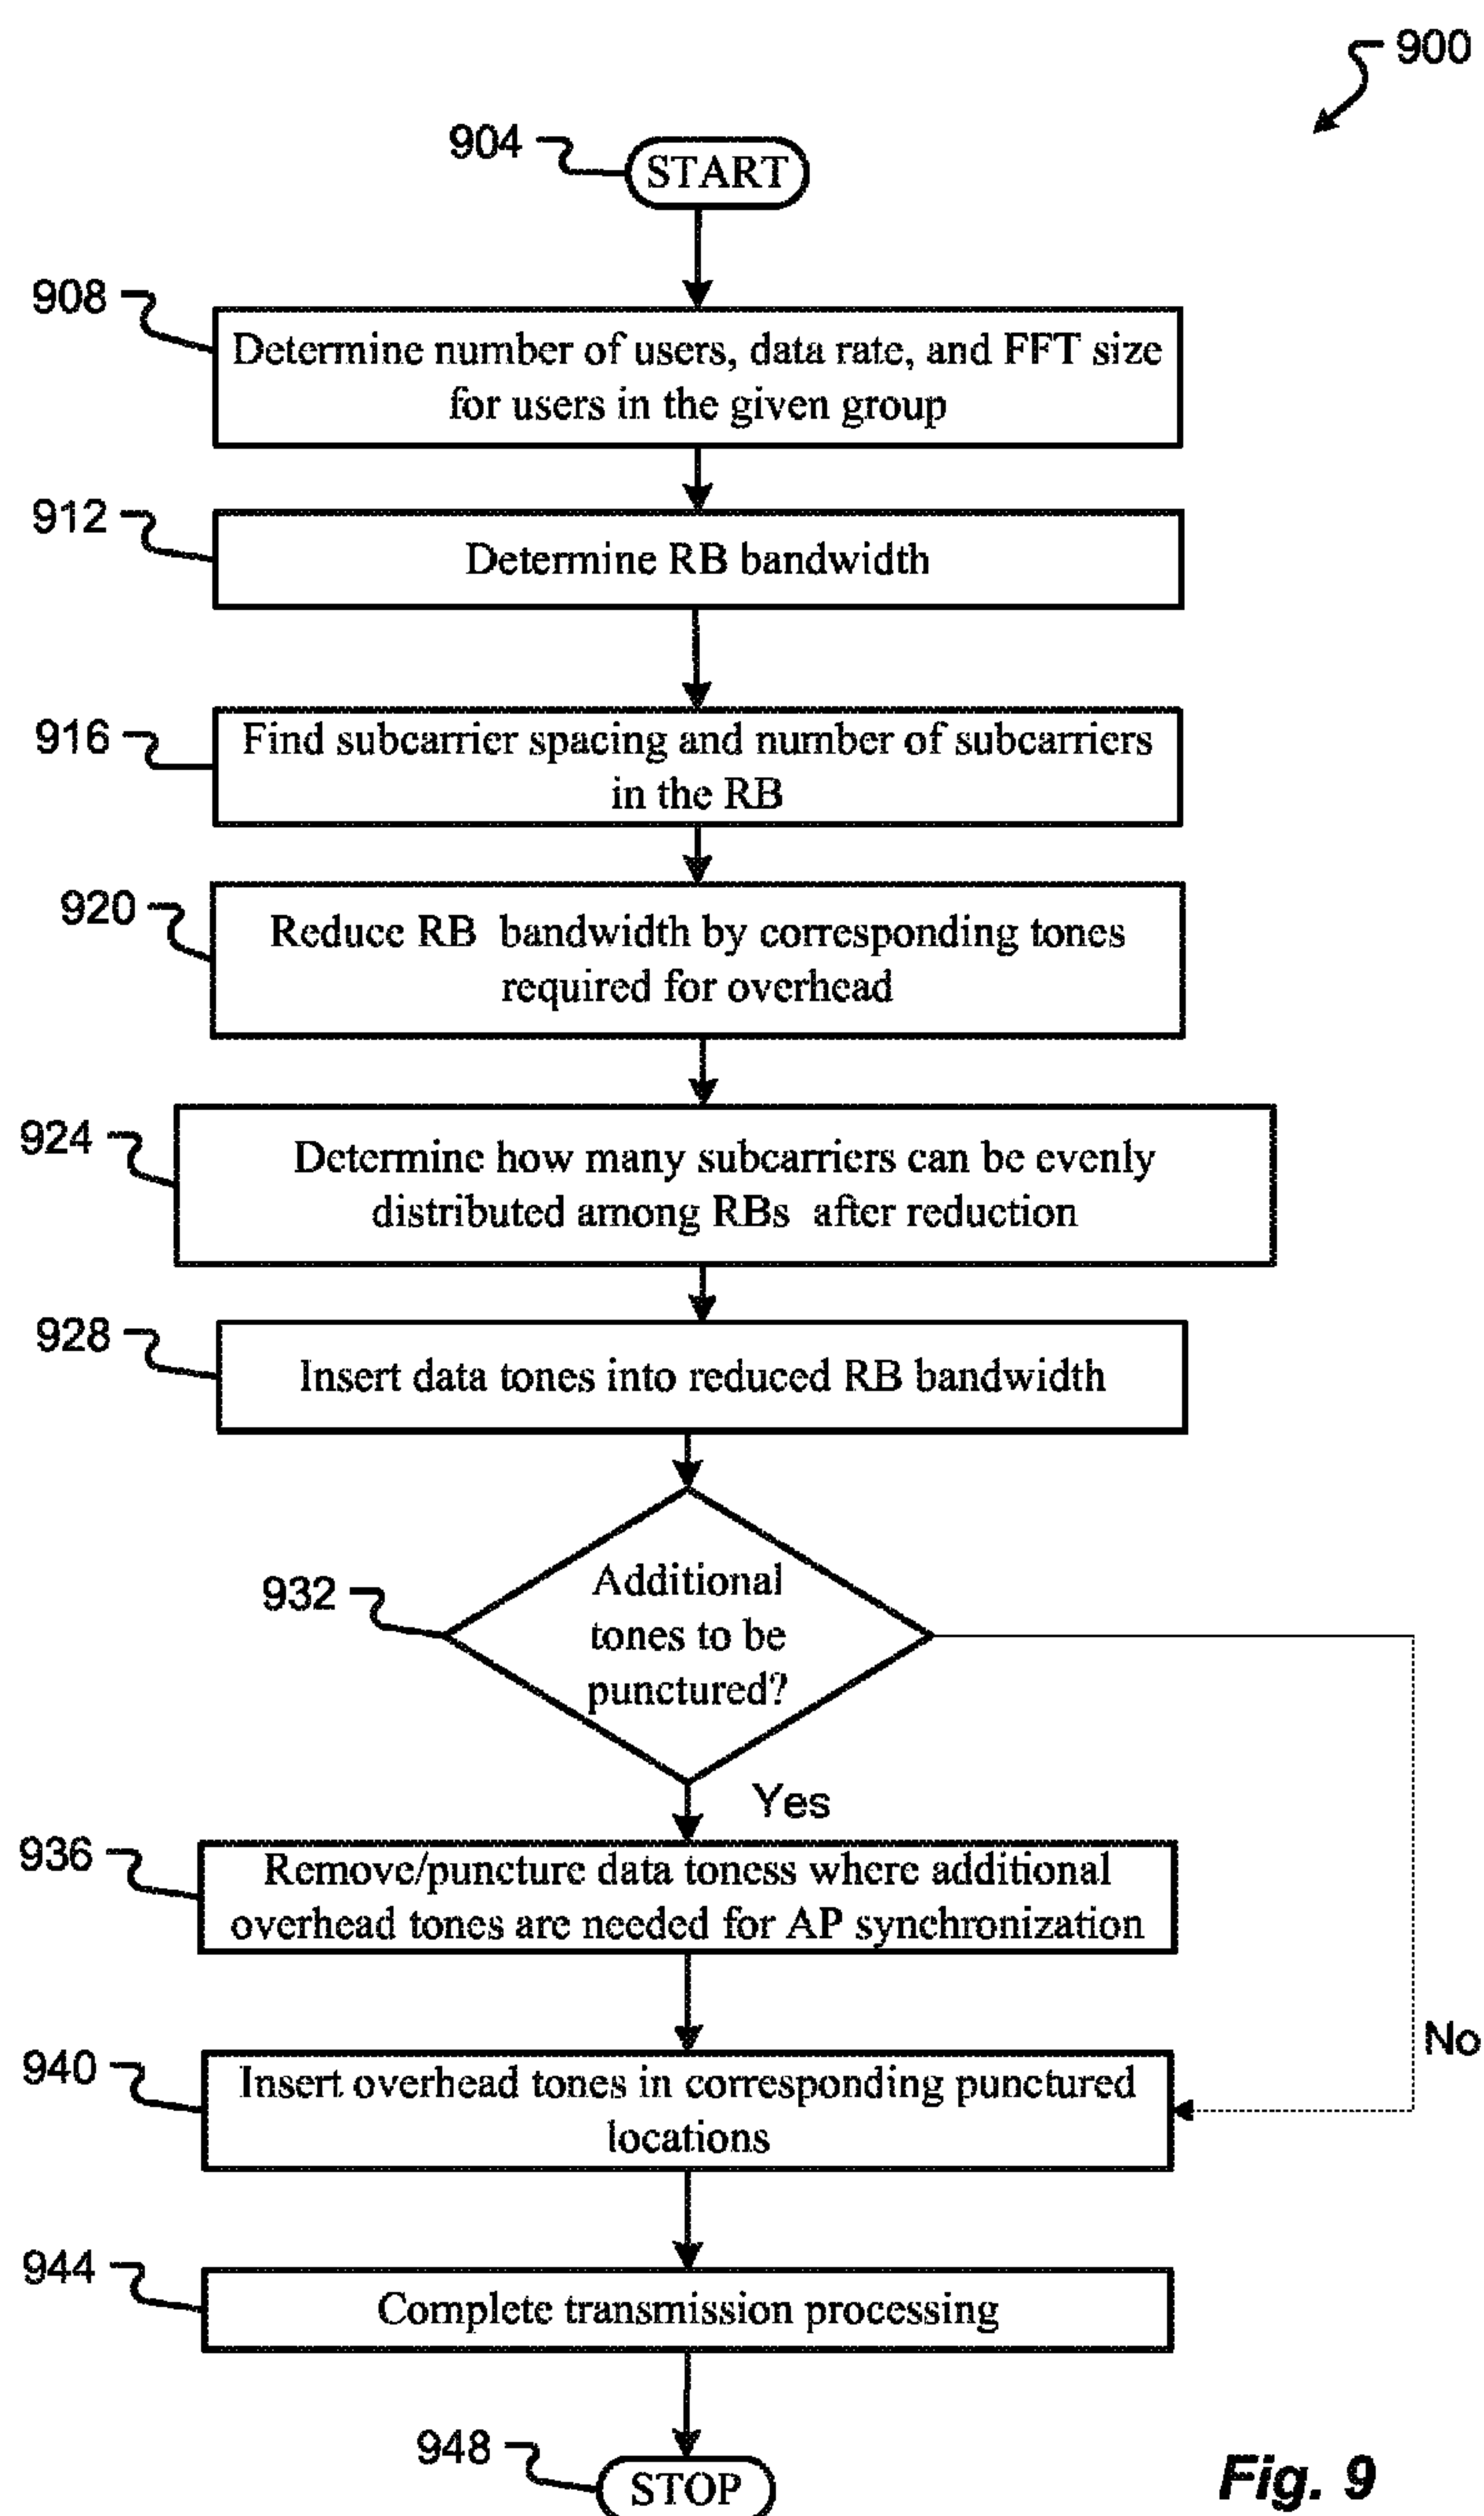 900
904
START
908
Determine number of users, data rate, and FFT size
for users in the given group
912
Determine RB bandwidth
916
Find subcarrier spacing and number of subcarriers
in the RB
920
Reduce RB bandwidth by corresponding tones
required for overhead
924
Determine how many subcarriers can be evenly
distributed among RBs after reduction
928
Insert data tones into reduced RB bandwidth
932
Additional
tones to be
punctured?
Yes
936
Remove/puncture data toness where additional
overhead tones are needed for AP synchronization
No
940
Insert overhead tones in corresponding punctured
locations
944
Complete transmission processing
948
STOP
Fig. 9